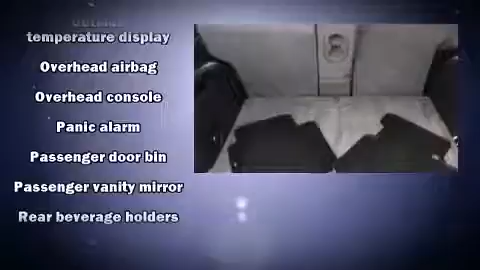 temperature display
Overhead airbag
Overhead console
Panic alarm
Passenger door bin
Passenger vanity mirror
Rear beverage holders